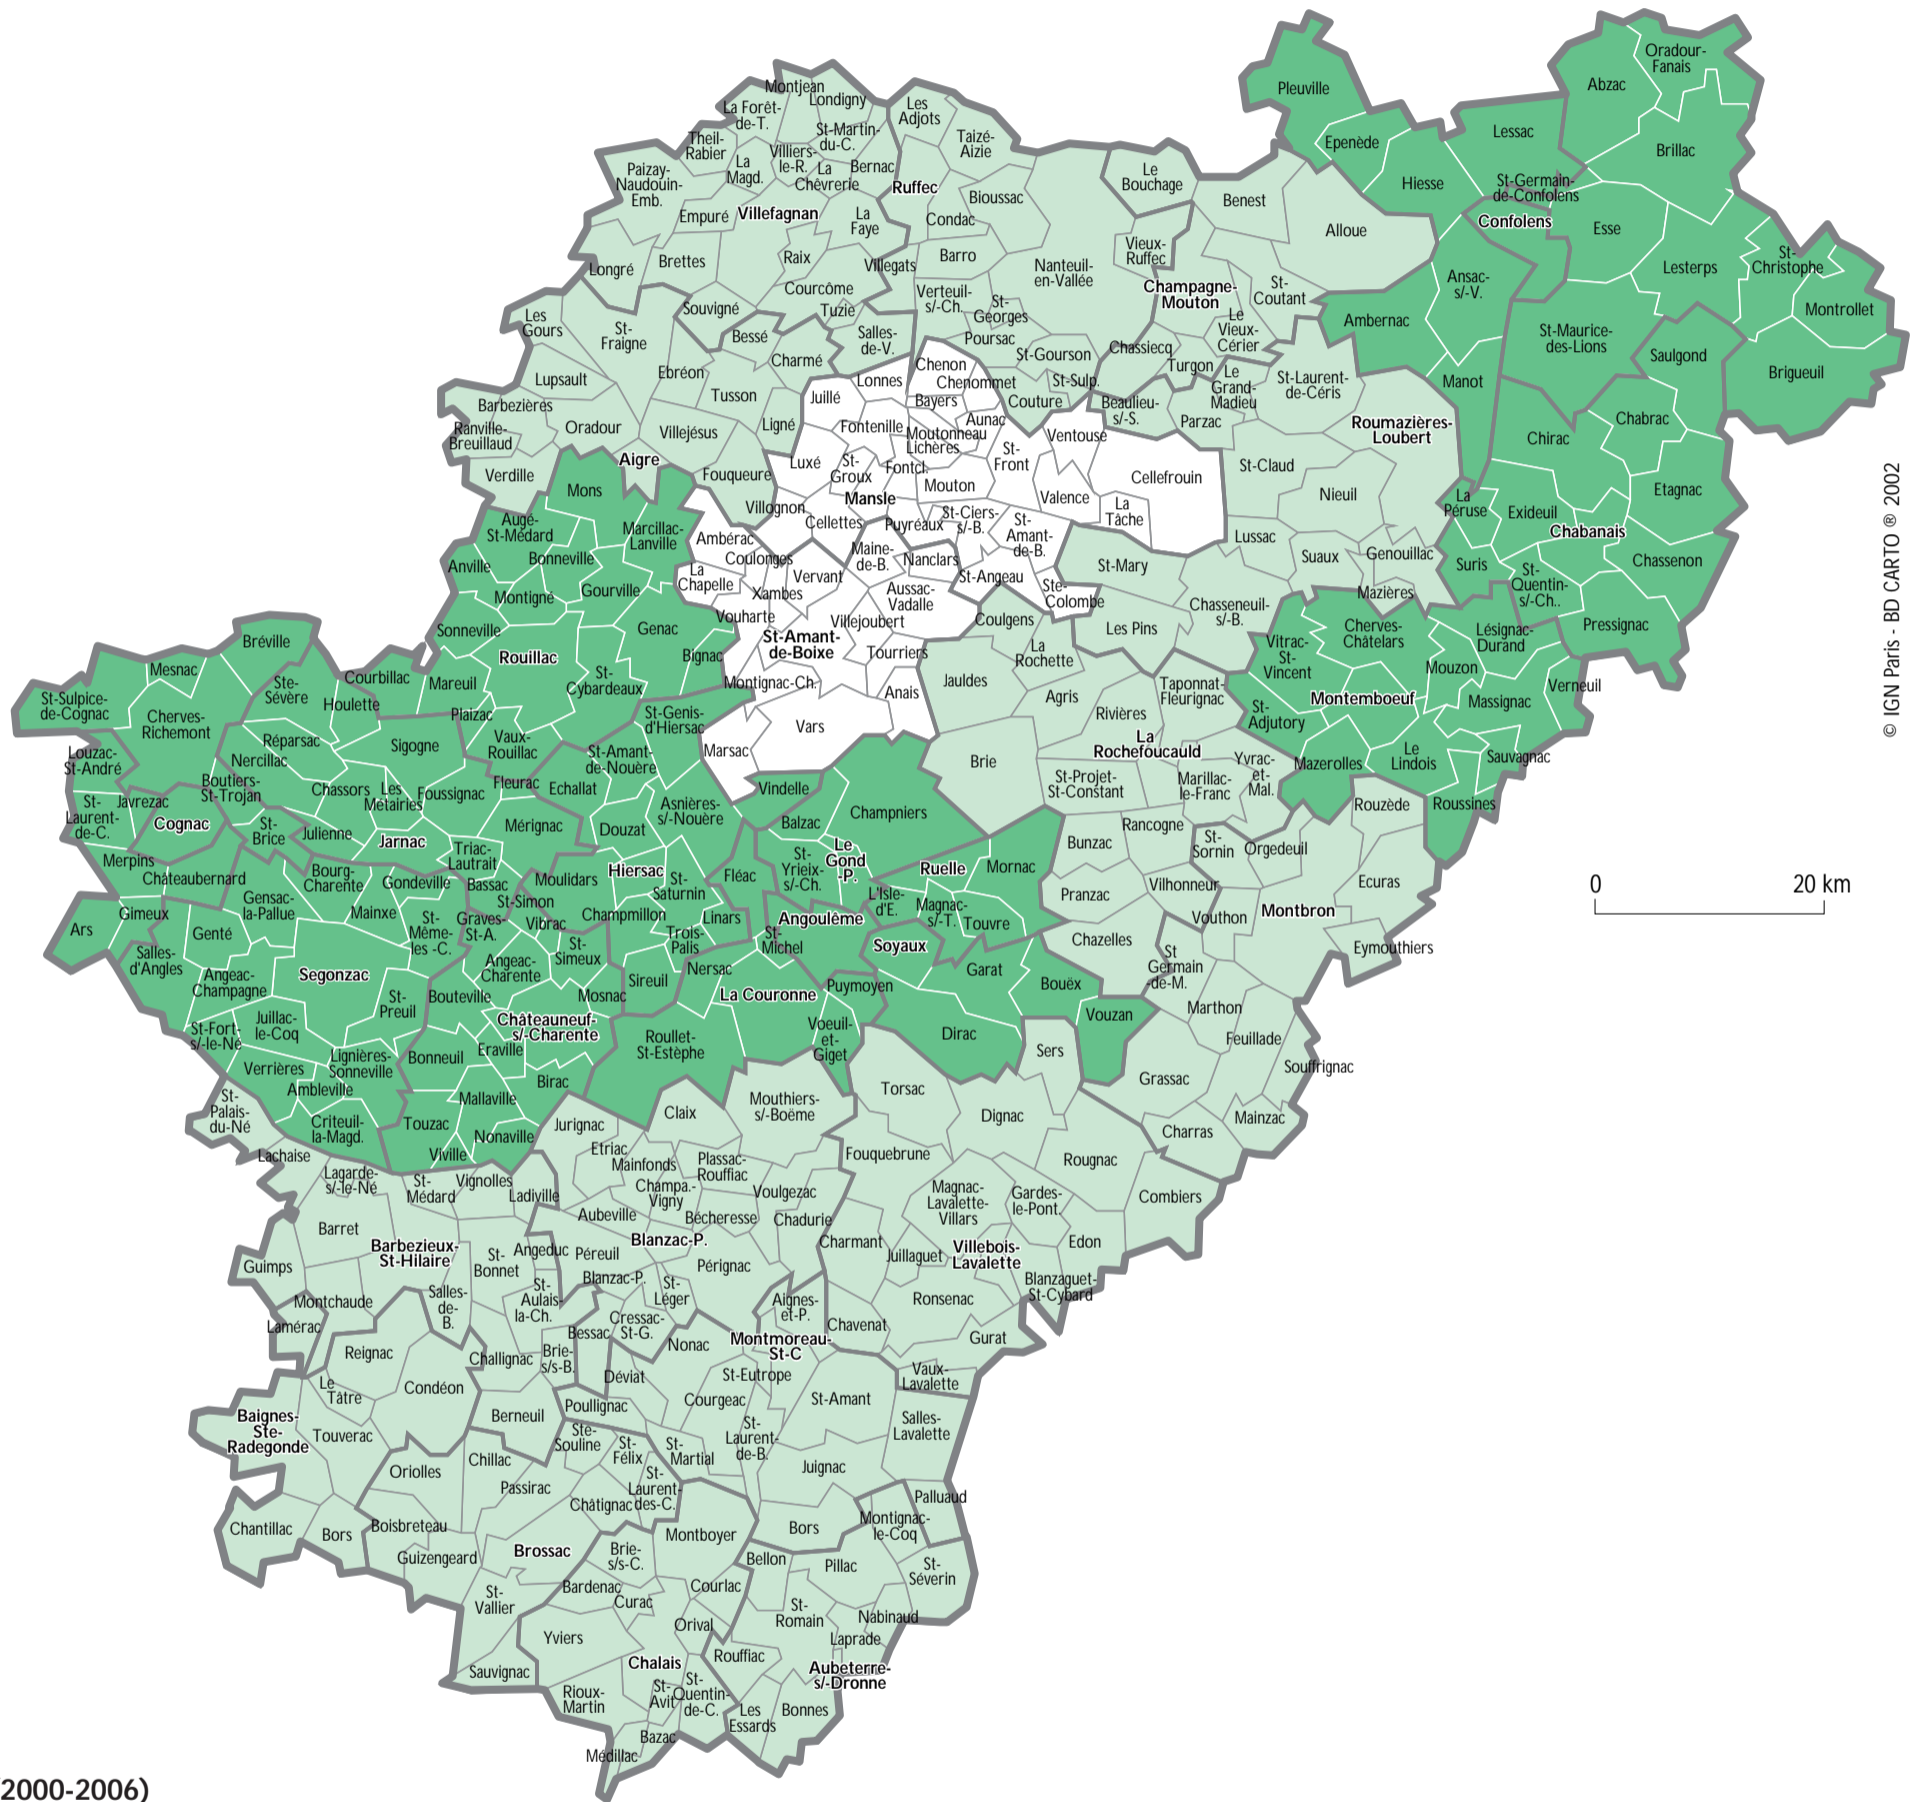 Oradour-
Fanais
Abzac
Pleuville
Lessac
Epenède
Brillac
Hiesse
St-Germain-
de-Confolens
Confolens
Esse
Lesterps
St-
Christophe
Montrollet
Ansac-
s/-V.
Ambernac
St-Maurice-
des-Lions
Saulgond
Brigueuil
Manot
Chabrac
Chirac
Etagnac
La
Péruse
Exideuil
Chabanais
Chassenon
Suris
St-
Quentin-
s/-Ch..
Pressignac
Montjean
Londigny
La Forêt-
de-T.
Les
Adjots
St-Martin-
du-C.
Theil-
Rabier
Villiers-
le-R.
Taizé-
Aizie
La
Magd.
La
Chêvrerie
Bernac
Paizay-
Naudouin-
Emb.
Ruffec
Bioussac
Le
Bouchage
Benest
Alloue
Empuré
Villefagnan
La
Faye
Condac
Longré
Brettes
Raix
Villegats
Barro
Vieux-
Ruffec
Nanteuil-
en-Vallée
Champagne-
Mouton
St-
Coutant
Courcôme
Verteuil-
s/-Ch.
St-
Georges
Souvigné
Tuzie
Les
Gours
St-
Fraigne
Bessé
Salles-
de-V.
Poursac
Le
Vieux-
Cérier
Charmé
St-Gourson
Chassiecq
Turgon
Chenon
Chenommet
Lupsault
Ebréon
Lonnes
St-Sulp.
Le
Grand-
Madieu
St-Laurent-
de-Céris
Barbezières
Tusson
Juillé
Bayers
Couture
Beaulieu-
s/-S.
Parzac
Roumazières-
Loubert
Ranville-
Breuillaud
Oradour
Villejésus
Ligné
Fontenille
Aunac
Moutonneau
Lichères
Ventouse
Aigre
Verdille
Fouqueure
Luxé
St-
Groux
Fontcl.
St-
Front
Cellefrouin
St-Claud
Mons
Mansle
Mouton
Valence
Nieuil
La
Tâche
Villognon
Cellettes
Puyréaux
St-Ciers-
s/-B.
St-
Amant-
de-B.
Lussac
Augé-
St-Médard
Marcillac-
Lanville
Ambérac
Coulonges
Maine-
de-B.
Nanclars
Suaux
Genouillac
Anville
Bonneville
La
Chapelle
Vervant
St-Angeau
St-Mary
Mazières
Montigné
Gourville
Xambes
Aussac-
Vadalle
Ste-
Colombe
Chasseneuil-
s/-B.
Vouharte
Villejoubert
Coulgens
Les Pins
Cherves-
Châtelars
Lésignac-
Durand
Sonneville
Genac
St-Amant-
de-Boixe
Tourriers
La
Rochette
Vitrac-
St-
Vincent
Mouzon
Bréville
Rouillac
Bignac
Montignac-Ch.
Anais
Jauldes
Agris
Taponnat-
Fleurignac
Montemboeuf
Massignac
Verneuil
Mesnac
Courbillac
Mareuil
St-
Cybardeaux
St-Sulpice-
de-Cognac
Ste-
Sévère
Houlette
Plaizac
St-Genis-
d'Hiersac
Vars
Rivières
St-
Adjutory
Cherves-
Richemont
Réparsac
Sigogne
Vaux-
Rouillac
Marsac
La
Rochefoucauld
Le
Lindois
Sauvagnac
Louzac-
St-André
Nercillac
St-Amant-
de-Nouère
Brie
Yvrac-
et-
Mal.
Mazerolles
Boutiers-
St-Trojan
Chassors
Les
Métairies
Foussignac
Fleurac
Echallat
Vindelle
St-Projet-
St-Constant
Marillac-
le-Franc
Roussines
St-
Laurent-
de-C.
Javrezac
Asnières-
s/-Nouère
Champniers
Rouzède
Cognac
St-
Brice
Julienne
Jarnac
Mérignac
Douzat
Balzac
Rancogne
Bunzac
St-
Sornin
Orgedeuil
Merpins
Triac-
Lautrait
Le
Gond
-P.
Châteaubernard
Bourg-
Charente
Gondeville
Bassac
Moulidars
Hiersac
St-
Saturnin
Fléac
St-
Yrieix-
s/-Ch.
Ruelle
Mornac
Ecuras
Gensac-
la-Pallue
St-Simon
L'Isle-
d'E.
Pranzac
Vilhonneur
Gimeux
Mainxe
St-
Même-
les -C.
Graves-
St-A.
Vibrac
Champmillon
Linars
Angoulême
Magnac-
s/-T.
Touvre
Vouthon
Montbron
Ars
Genté
Trois-
Palis
St-
Michel
Soyaux
Chazelles
Eymouthiers
Salles-
d'Angles
St-
Simeux
Angeac-
Charente
Nersac
Garat
St
Germain
-de-M.
Angeac-
Champagne
Segonzac
Sireuil
Bouëx
St-
Preuil
Bouteville
Mosnac
La Couronne
Puymoyen
Marthon
Vouzan
Juillac-
le-Coq
Châteauneuf-
s/-Charente
St-Fort-
s/-le-Né
Roullet-
St-Estèphe
Voeuil-
et-
Giget
Dirac
Feuillade
Lignières-
Sonneville
Bonneuil
Eraville
Sers
Souffrignac
Verrières
Ambleville
Birac
Grassac
Mallaville
Torsac
St-
Palais-
du-Né
Criteuil-
la-Magd.
Touzac
Nonaville
Jurignac
Claix
Mouthiers-
s/-Boëme
Dignac
Mainzac
Charras
Viville
Lachaise
Etriac
Mainfonds
Plassac-
Rouffiac
Fouquebrune
Rougnac
Lagarde-
s/-le-Né
St-
Médard
Vignolles
Ladiville
Champa.-
Vigny
Voulgezac
Magnac-
Lavalette-
Villars
Gardes-
le-Pont.
Combiers
Barret
Aubeville
Bécheresse
Chadurie
Barbezieux-
St-Hilaire
Angeduc
Péreuil
Blanzac-P.
Charmant
Juillaguet
Villebois-
Lavalette
Edon
Guimps
St-
Bonnet
Blanzac-P.
Pérignac
Blanzaguet-
St-Cybard
Montchaude
Salles-
de-
B.
St-
Aulais-
la-Ch.
St-
Léger
Aignes-
et-P.
Ronsenac
Lamérac
Bessac
Cressac-
St-G.
Chavenat
Reignac
Challignac
Brie-
s/s-B.
Nonac
Montmoreau-
St-C
Gurat
Le
Tâtre
Condéon
Déviat
St-Eutrope
Vaux-
Lavalette
Berneuil
Poullignac
Courgeac
St-Amant
Baignes-
Ste-
Radegonde
Touverac
Ste-
Souline
St-
Félix
St-
Martial
St-
Laurent-
de-B.
Salles-
Lavalette
Oriolles
Chillac
Passirac
St-
Laurent-
des-C.
Juignac
Châtignac
Palluaud
Chantillac
Bors
Boisbreteau
Montboyer
Bors
Montignac-
le-Coq
Guizengeard
Brossac
Brie-
s/s-C.
Bellon
Pillac
St-
Séverin
St-
Vallier
Bardenac
Curac
Courlac
St-
Romain
Nabinaud
Yviers
Orival
Laprade
Sauvignac
Chalais
Rouffiac
Aubeterre-
s/-Dronne
Rioux-
Martin
St-
Avit
St-
Quentin-
de-C.
Les
Essards
Bonnes
Bazac
Médillac
0 20 km
© IGN Paris - BD CARTO ® 2002
2000-2006)